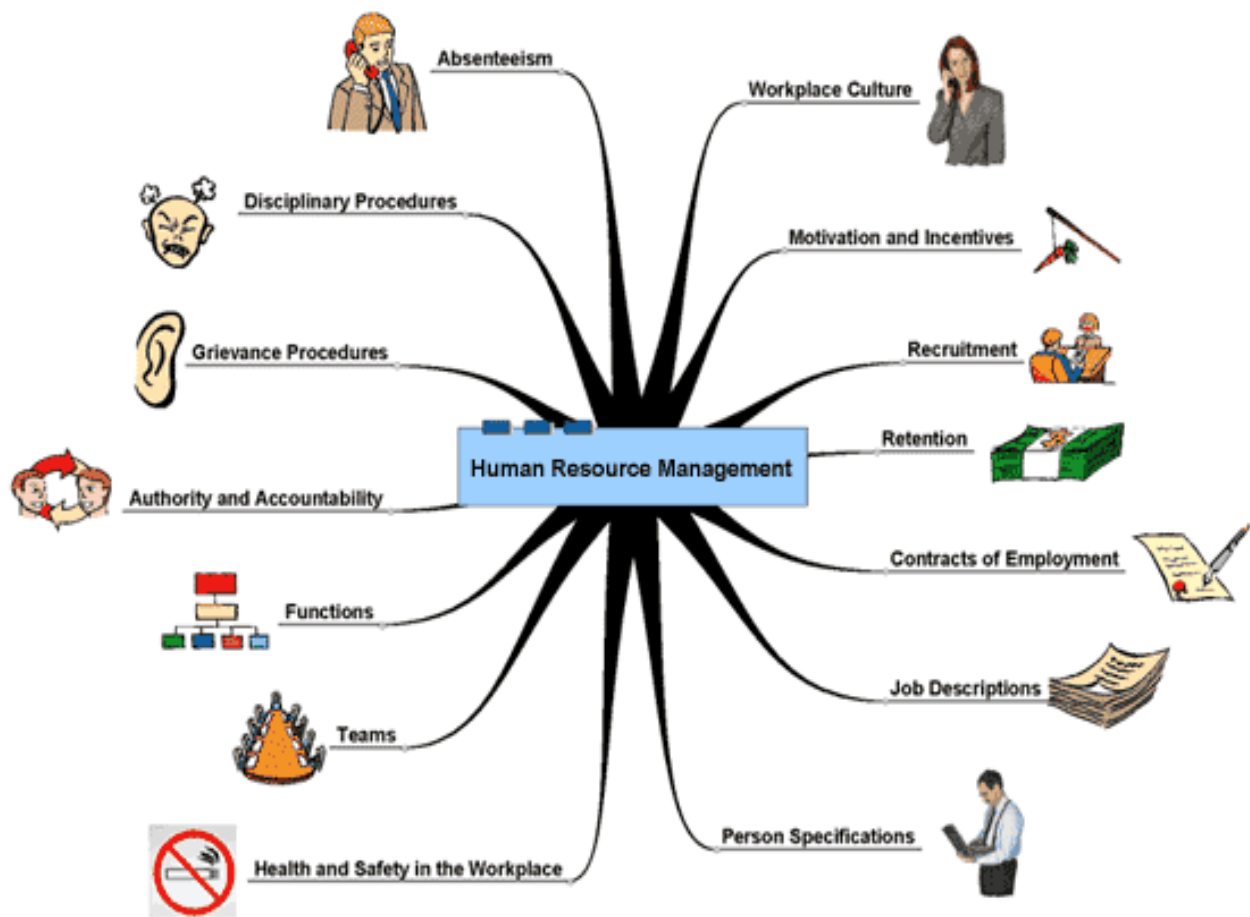 Absenteeism
Workplace Culture
Disciplinary Procedures
Motivation and Incentives
Grievance Procedures
Recruitment
Human Resource Management
Retention
Authority and Accountability
Contracts of Employment
Functions
Job Descriptions
Teams
Person Specifications
Health and Safety in the Workplace